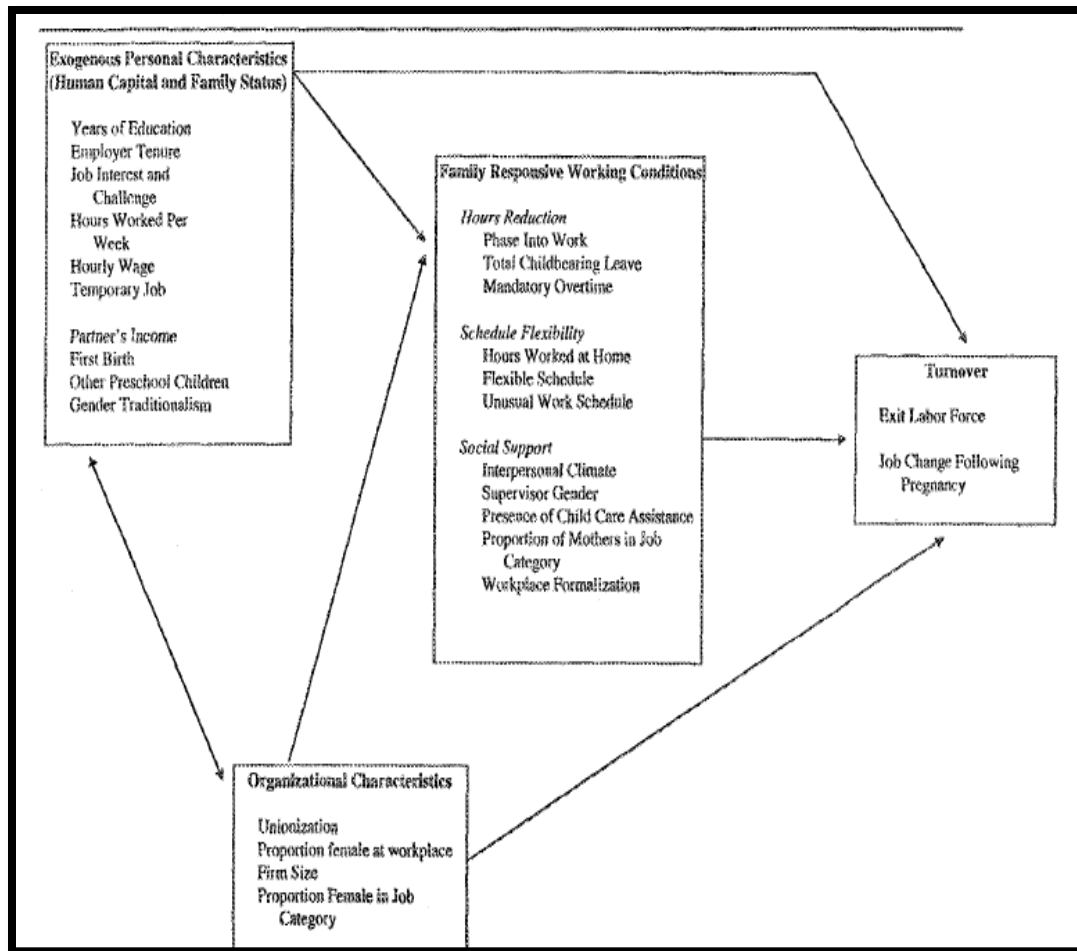 Exogenous Personal Characteristics
(Human Capital and Family Status)
Years of Education
Employer Tenure
Job Interest and
Challenge
Hours Worked Per
Week
Hourly Wage
Temporary Job
Partner's Income
First Birth
Other Preschool Children
Gender Traditionalism
Family Responsive Working Conditions
Hours Reduction
Phase Into Work
Total Childbearing Leave
Mandatory Overtime
Schedule Flexibility
Hours Worked at Home
Flexible Schedule
Unusual Work Schedule
Social Support
Interpersonal Climate
Supervisor Gender
Presence of Child Care Assistance
Proportion of Mothers in Job
Category
Workplace Formalization
Turnover
Exit Labor Force
Job Change Following
Pregnancy
Organizational Characteristics
Unionization
Proportion female at workplace
Firm Size
Proportion Female in Job
Category